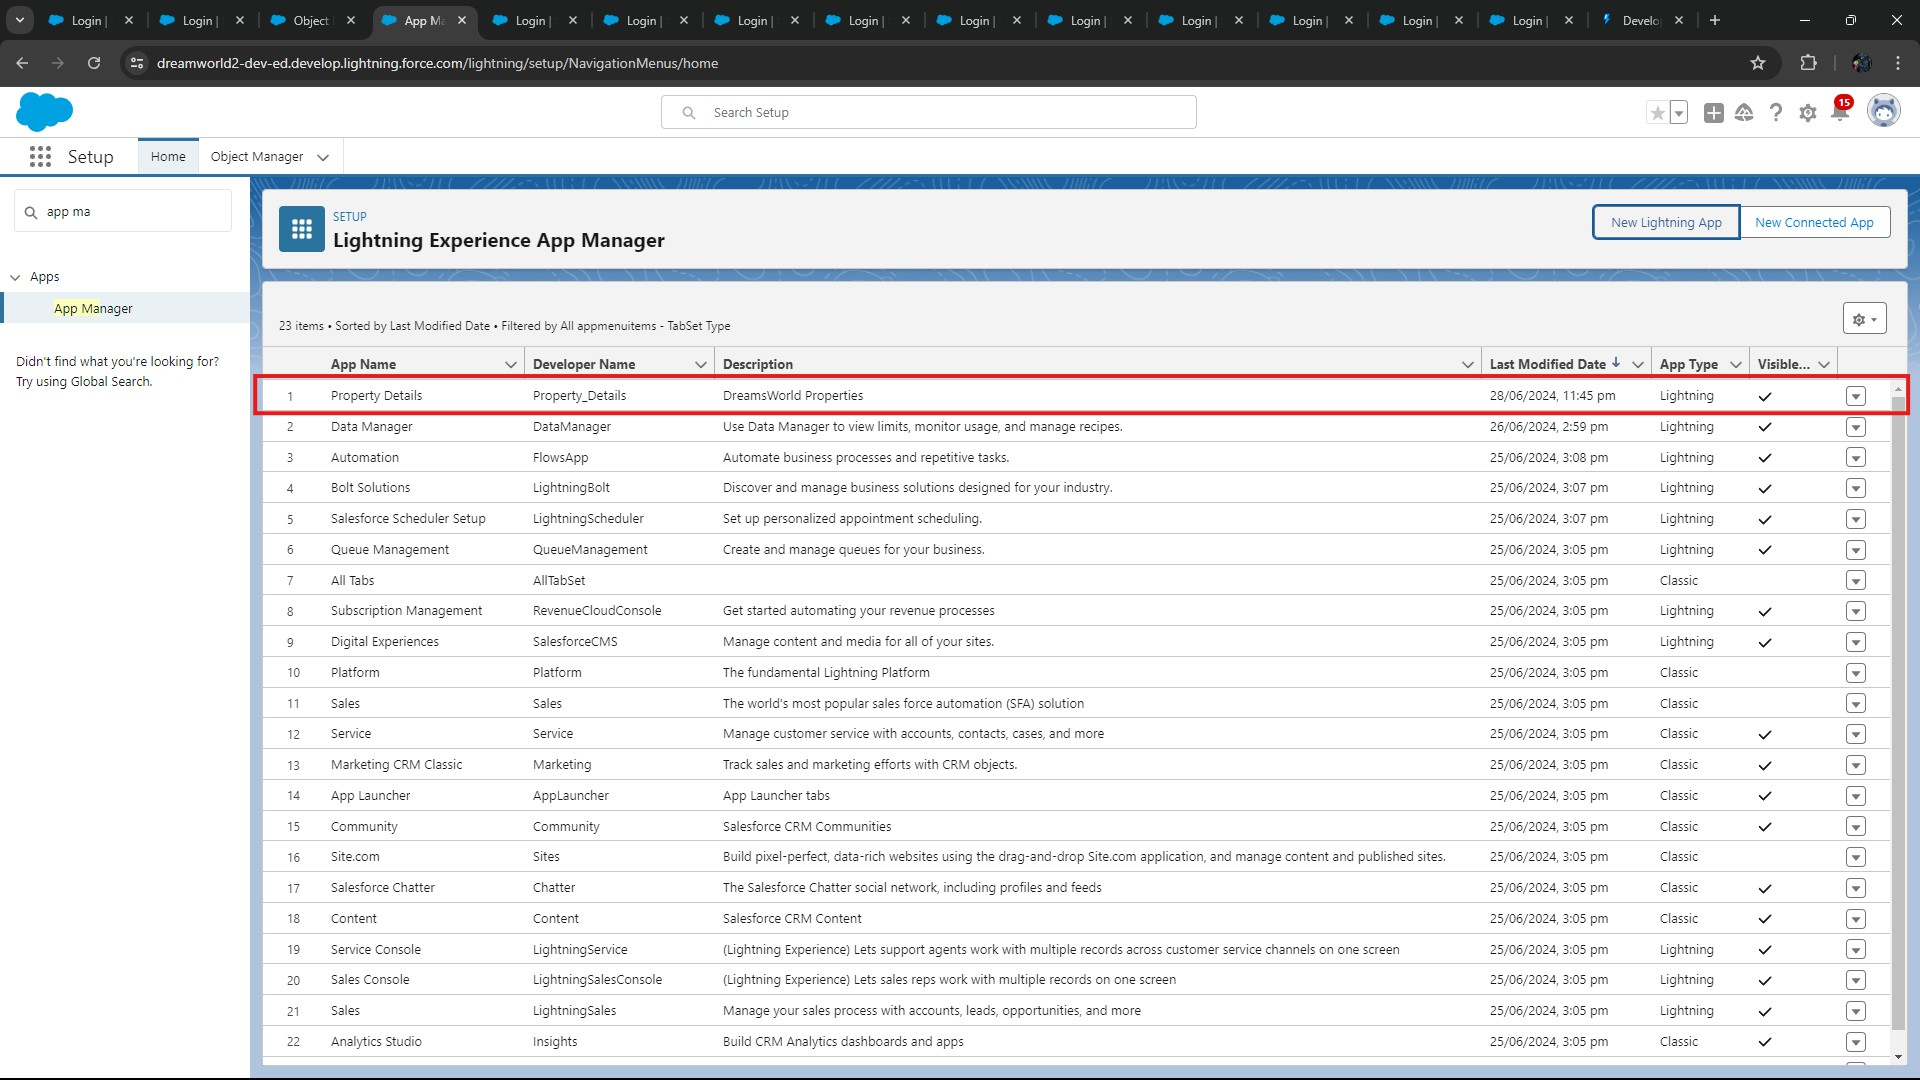 Login |
Login |
Object
App Ma
Login |
Login |
Login |
Login |
Login |
Login |
Login |
Login |
Login |
Login |
Develo
dreamworld2-dev-ed.develop.lightning.force.com/lightning/setup/NavigationMenus/home
Search Setup
15
Setup
Home
Object Manager
app ma
Apps
App Manager
Didn't find what you're looking for?
Try using Global Search.
SETUP
Lightning Experience App Manager
New Lightning App
New Connected App
23 items • Sorted by Last Modified Date • Filtered by All appmenuitems - TabSet Type
App Name Developer Name Description Last Modified Date App Type Visible...
1 Property Details Property_Details DreamsWorld Properties 28/06/2024, 11:45 pm Lightning
2 Data Manager DataManager Use Data Manager to view limits, monitor usage, and manage recipes. 26/06/2024, 2:59 pm Lightning
3 Automation FlowsApp Automate business processes and repetitive tasks. 25/06/2024, 3:08 pm Lightning
4 Bolt Solutions LightningBolt Discover and manage business solutions designed for your industry. 25/06/2024, 3:07 pm Lightning
5 Salesforce Scheduler Setup LightningScheduler Set up personalized appointment scheduling. 25/06/2024, 3:07 pm Lightning
6 Queue Management QueueManagement Create and manage queues for your business. 25/06/2024, 3:05 pm Lightning
7 All Tabs AllTabSet 25/06/2024, 3:05 pm Classic
8 Subscription Management RevenueCloudConsole Get started automating your revenue processes 25/06/2024, 3:05 pm Lightning
9 Digital Experiences SalesforceCMS Manage content and media for all of your sites. 25/06/2024, 3:05 pm Lightning
10 Platform Platform The fundamental Lightning Platform 25/06/2024, 3:05 pm Classic
11 Sales Sales The world's most popular sales force automation (SFA) solution 25/06/2024, 3:05 pm Classic
12 Service Service Manage customer service with accounts, contacts, cases, and more 25/06/2024, 3:05 pm Classic
13 Marketing CRM Classic Marketing Track sales and marketing efforts with CRM objects. 25/06/2024, 3:05 pm Classic
14 App Launcher AppLauncher App Launcher tabs 25/06/2024, 3:05 pm Classic
15 Community Community Salesforce CRM Communities 25/06/2024, 3:05 pm Classic
16 Site.com Sites Build pixel-perfect, data-rich websites using the drag-and-drop Site.com application, and manage content and published sites. 25/06/2024, 3:05 pm Classic
17 Salesforce Chatter Chatter The Salesforce Chatter social network, including profiles and feeds 25/06/2024, 3:05 pm Classic
18 Content Content Salesforce CRM Content 25/06/2024, 3:05 pm Classic
19 Service Console LightningService (Lightning Experience) Lets support agents work with multiple records across customer service channels on one screen 25/06/2024, 3:05 pm Lightning
20 Sales Console LightningSalesConsole (Lightning Experience) Lets sales reps work with multiple records on one screen 25/06/2024, 3:05 pm Lightning
21 Sales LightningSales Manage your sales process with accounts, leads, opportunities, and more 25/06/2024, 3:05 pm Lightning
22 Analytics Studio Insights Build CRM Analytics dashboards and apps 25/06/2024, 3:05 pm Classic